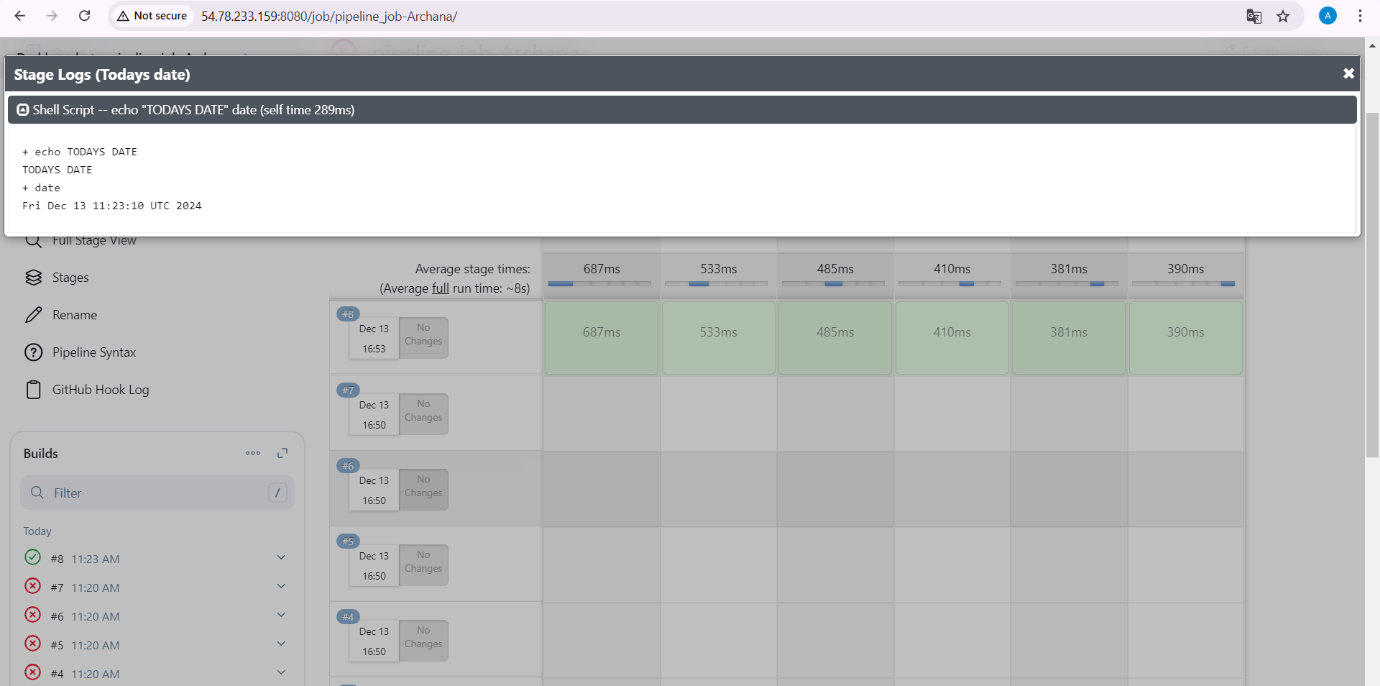 Not secure
54.78.233.159:8080/job/pipeline_job-Archana/
A
Stage Logs (Todays date)
Shell Script -- echo "TODAYS DATE" date (self time 289ms)
+ echo TODAYS DATE
TODAYS DATE
+ date
Fri Dec 13 11:23:10 UTC 2024
Full Stage View
Stages
Rename
Pipeline Syntax
GitHub Hook Log
Average stage times:
(Average full run time: ~8s)
687ms 533ms 485ms 410ms 381ms 390ms
#8
Dec 13
16:53
No
Changes
687ms 533ms 485ms 410ms 381ms 390ms
#7
Dec 13
16:50
No
Changes
#6
Dec 13
16:50
No
Changes
#5
Dec 13
16:50
No
Changes
#4
Dec 13
16:50
No
Changes
Builds
Filter /
Today
#8 11:23 AM
#7 11:20 AM
#6 11:20 AM
#5 11:20 AM
#4 11:20 AM